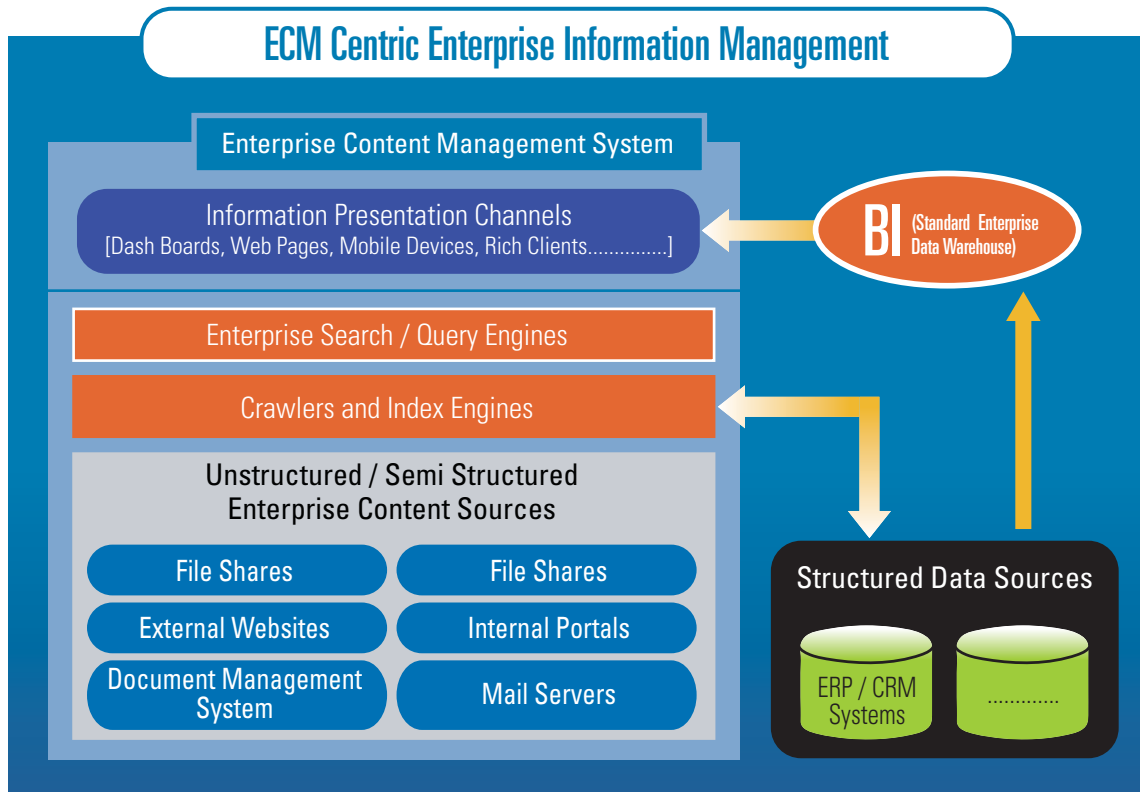 ECM Centric Enterprise Information Management
Enterprise Content Management System
Information Presentation Channels
[Dash Boards, Web Pages, Mobile Devices, Rich Clients...............]
BI
(Standard Enterprise
Data Warehouse)
Enterprise Search / Query Engines
Crawlers and Index Engines
Unstructured / Semi Structured
Enterprise Content Sources
File Shares
File Shares
External Websites
Internal Portals
Document Management
System
Mail Servers
Structured Data Sources
ERP / CRM
Systems
.............